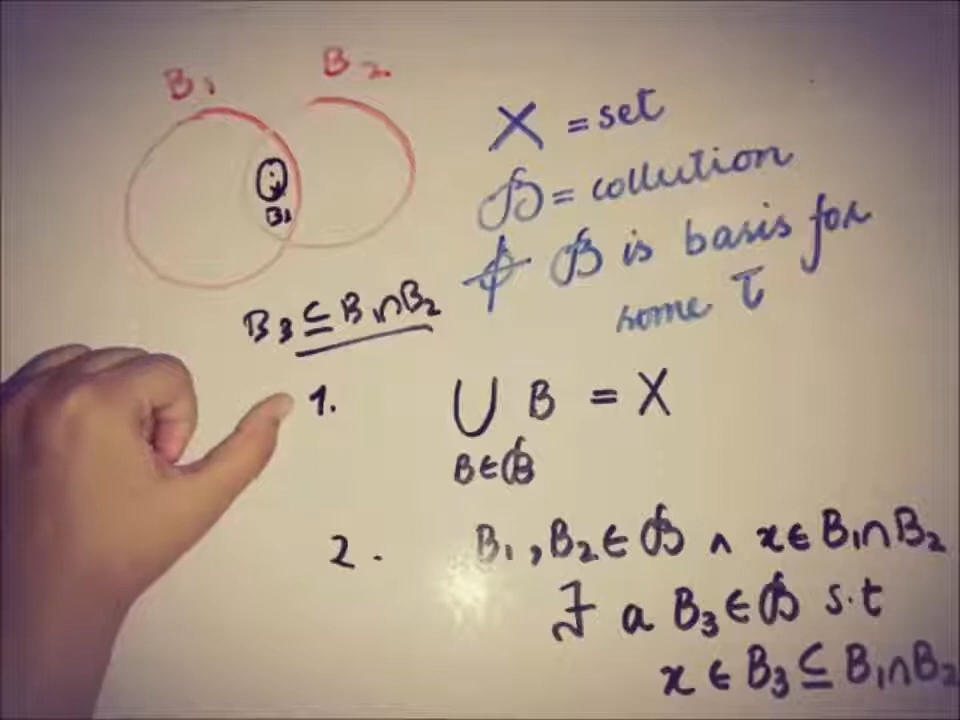 B1
B2
B1
X = set
ℬ = collution
ϕ ℬ is basis for
some τ
B3 ⊆ B1∩B2
1.
⋃ B = X
B∈ℬ
2. B1, B2 ∈ ℬ ∧ x ∈ B1∩B2
∃ a B3 ∈ ℬ s.t
x ∈ B3 ⊆ B1∩B2